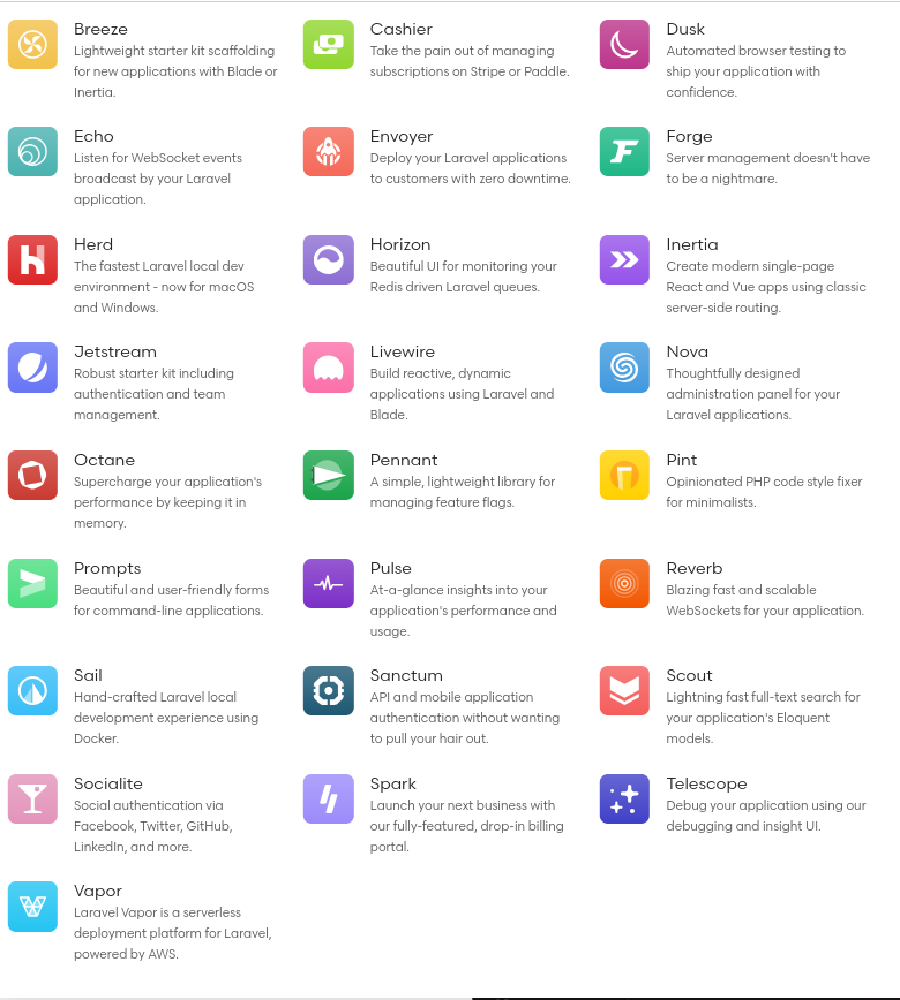 Breeze
Lightweight starter kit scaffolding
for new applications with Blade or
Inertia.
Cashier
Take the pain out of managing
subscriptions on Stripe or Paddle.
Dusk
Automated browser testing to
ship your application with
confidence.
Echo
Listen for WebSocket events
broadcast by your Laravel
application.
Envoyer
Deploy your Laravel applications
to customers with zero downtime.
Forge
Server management doesn't have
to be a nightmare.
Herd
The fastest Laravel local dev
environment - now for macOS
and Windows.
Horizon
Beautiful UI for monitoring your
Redis driven Laravel queues.
Inertia
Create modern single-page
React and Vue apps using classic
server-side routing.
Jetstream
Robust starter kit including
authentication and team
management.
Livewire
Build reactive, dynamic
applications using Laravel and
Blade.
Nova
Thoughtfully designed
administration panel for your
Laravel applications.
Octane
Supercharge your application's
performance by keeping it in
memory.
Pennant
A simple, lightweight library for
managing feature flags.
Pint
Opinionated PHP code style fixer
for minimalists.
Prompts
Beautiful and user-friendly forms
for command-line applications.
Pulse
At-a-glance insights into your
application's performance and
usage.
Reverb
Blazing fast and scalable
WebSockets for your application.
Sail
Hand-crafted Laravel local
development experience using
Docker.
Sanctum
API and mobile application
authentication without wanting
to pull your hair out.
Scout
Lightning fast full-text search for
your application's Eloquent
models.
Socialite
Social authentication via
Facebook, Twitter, GitHub,
LinkedIn, and more.
Spark
Launch your next business with
our fully-featured, drop-in billing
portal.
Telescope
Debug your application using our
debugging and insight UI.
Vapor
Laravel Vapor is a serverless
deployment platform for Laravel,
powered by AWS.